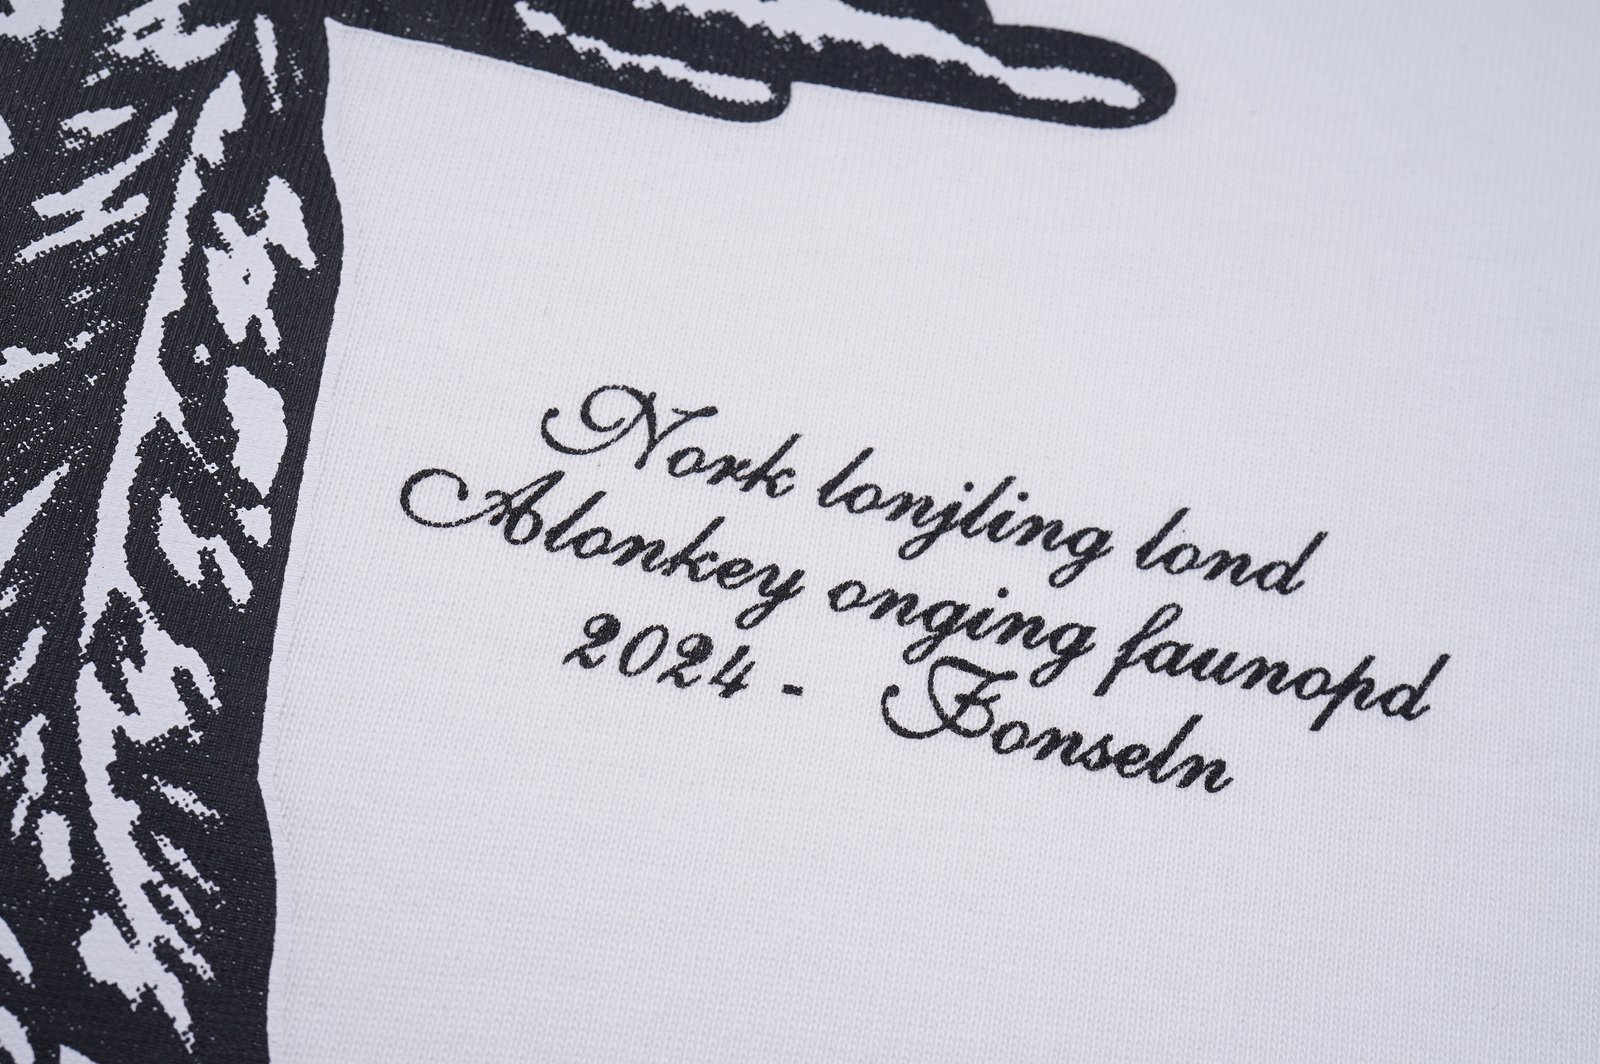 Nork lonjling lond
Alonkey onging faunopd
2024 - Fonseln